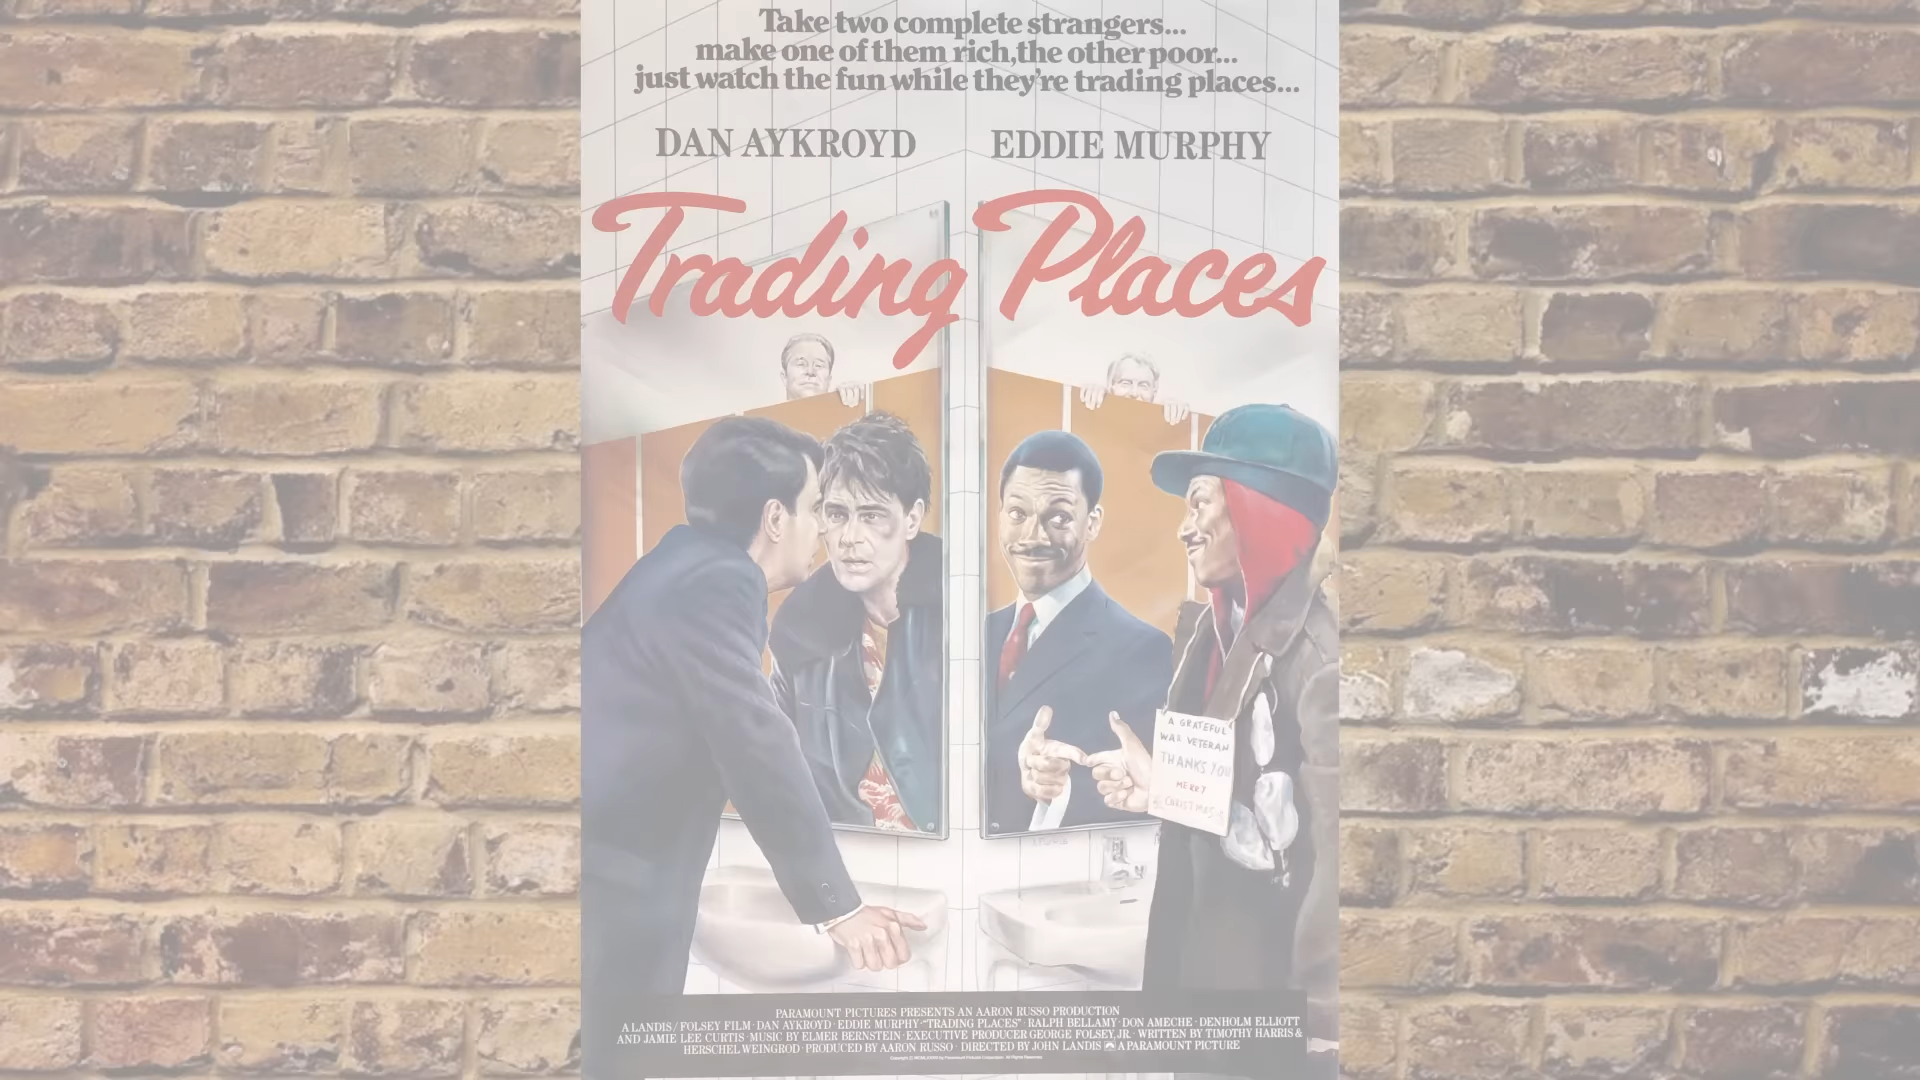 Take two complete strangers...
make one of them rich,the other poor...
just watch the fun while they're trading places...
DAN AYKROYD EDDIE MURPHY
Trading Places
A GRATEFUL
WAR VETERAN
THANKS YOU
MERRY
CHRISTMAS
PARAMOUNT PICTURES PRESENTS AN AARON RUSSO PRODUCTION
A LANDIS/FOLSEY FILM · DAN AYKROYD · EDDIE MURPHY · "TRADING PLACES" · RALPH BELLAMY · DON AMECHE · DENHOLM ELLIOTT
AND JAMIE LEE CURTIS · MUSIC BY ELMER BERNSTEIN · EXECUTIVE PRODUCER GEORGE FOLSEY, JR. · WRITTEN BY TIMOTHY HARRIS &
HERSCHEL WEINGROD · PRODUCED BY AARON RUSSO · DIRECTED BY JOHN LANDIS A PARAMOUNT PICTURE